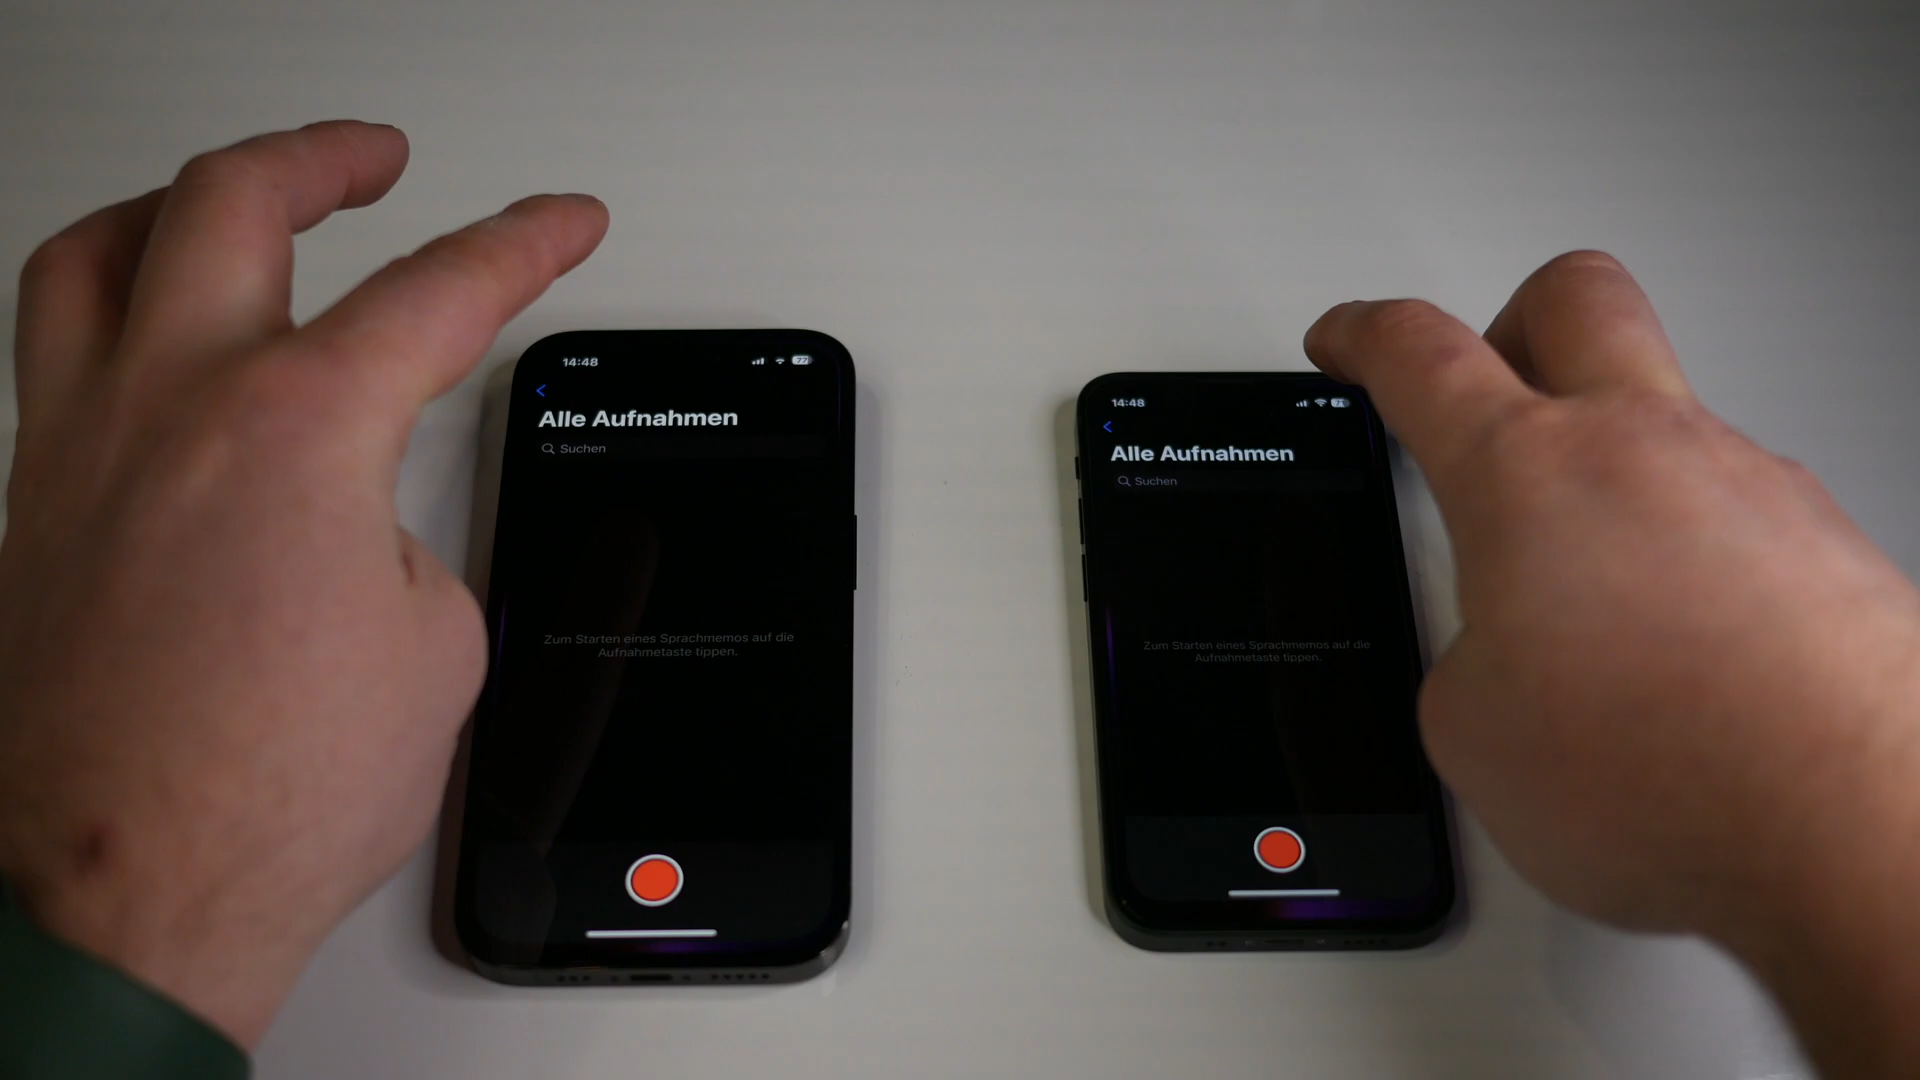 14:48
77
Alle Aufnahmen
Suchen
Zum Starten eines Sprachmemos auf die
Aufnahmetaste tippen.
14:48
Alle Aufnahmen
Suchen
Zum Starten eines Sprachmemos auf die
Aufnahmetaste tippen.